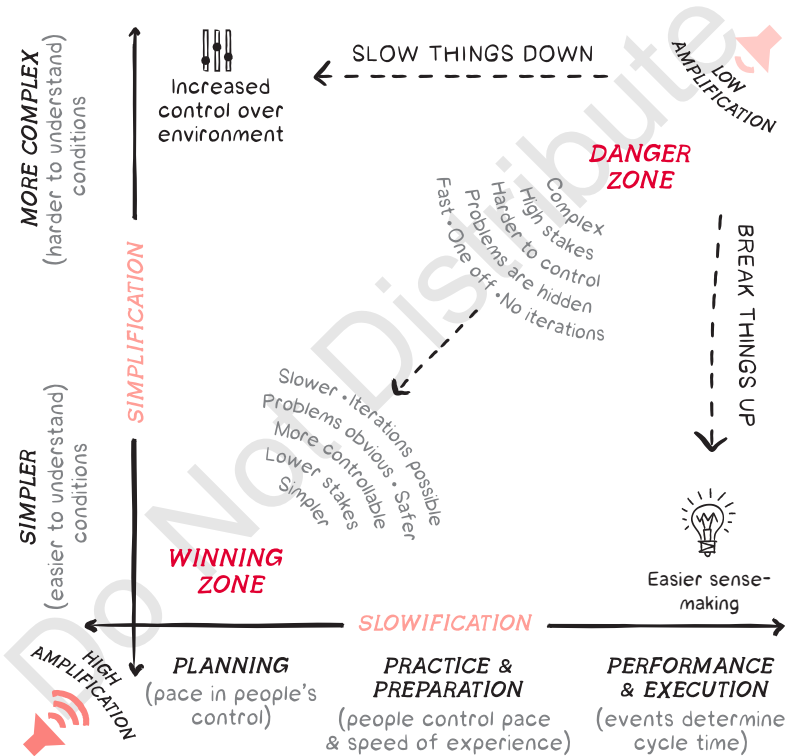 SLOW THINGS DOWN
LOW
AMPLIFICATION
Increased
control over
environment
MORE COMPLEX
(harder to understand)
conditions
DANGER
ZONE
Complex
High stakes
Harder to control
Problems are hidden
Fast • One off • No iterations
BREAK THINGS UP
SIMPLIFICATION
Slower • Iterations possible
Problems obvious • Safer
More controllable
Lower stakes
Simpler
SIMPLER
(easier to understand)
conditions
WINNING
ZONE
Easier sense-
making
SLOWIFICATION
HIGH
AMPLIFICATION
PLANNING
(pace in people's
control)
PRACTICE &
PREPARATION
(people control pace
& speed of experience)
PERFORMANCE
& EXECUTION
(events determine
cycle time)
Do Not Distribute